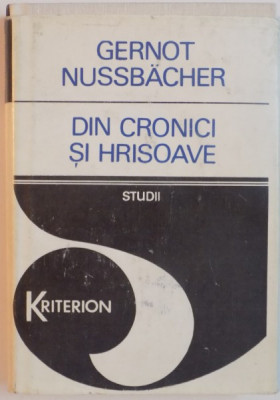 GERNOT
NUSSBÄCHER
DIN CRONICI
ȘI HRISOAVE
STUDII
KRITERION